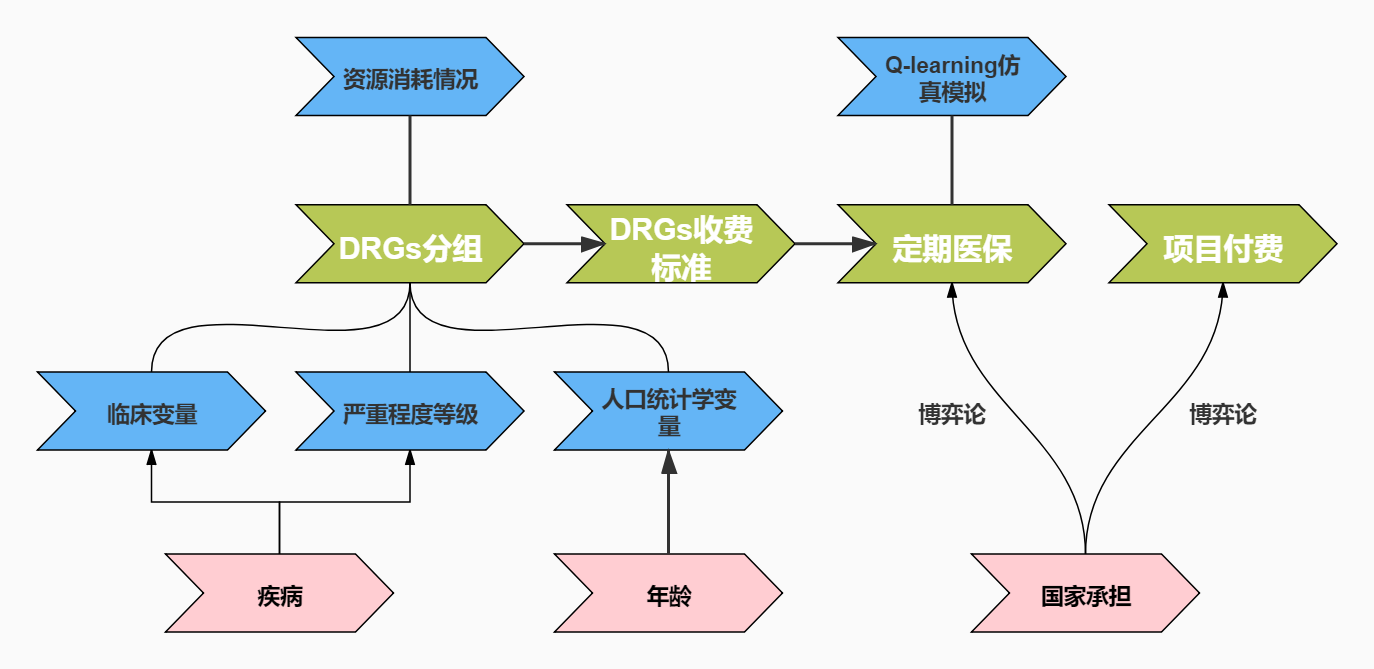 资源消耗情况
Q-learning仿
真模拟
DRGs分组
DRGs收费
标准
定期医保
项目付费
临床变量
严重程度等级
人口统计学变
量
博弈论
博弈论
疾病
年龄
国家承担